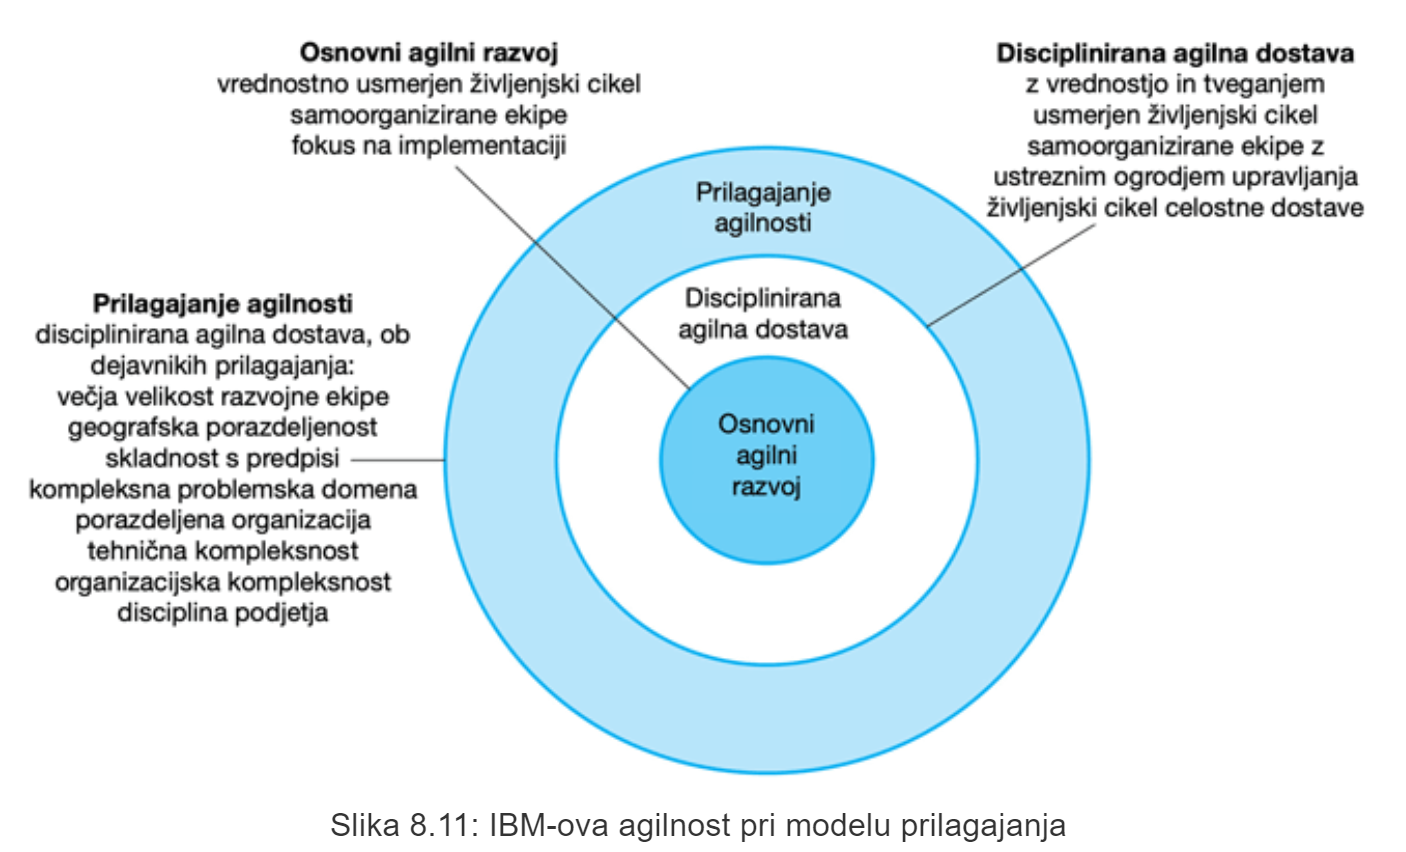 Osnovni agilni razvoj
vrednostno usmerjen življenjski cikel
samoorganizirane ekipe
fokus na implementaciji
Disciplinirana agilna dostava
z vrednostjo in tveganjem
usmerjen življenjski cikel
samoorganizirane ekipe z
ustreznim ogrodjem upravljanja
življenjski cikel celostne dostave
Prilagajanje agilnosti
disciplinirana agilna dostava, ob
dejavnikih prilagajanja:
večja velikost razvojne ekipe
geografska porazdeljenost
skladnost s predpisi
kompleksna problemska domena
porazdeljena organizacija
tehnična kompleksnost
organizacijska kompleksnost
disciplina podjetja
Prilagajanje
agilnosti
Disciplinirana
agilna dostava
Osnovni
agilni
razvoj
Slika 8.11: IBM-ova agilnost pri modelu prilagajanja